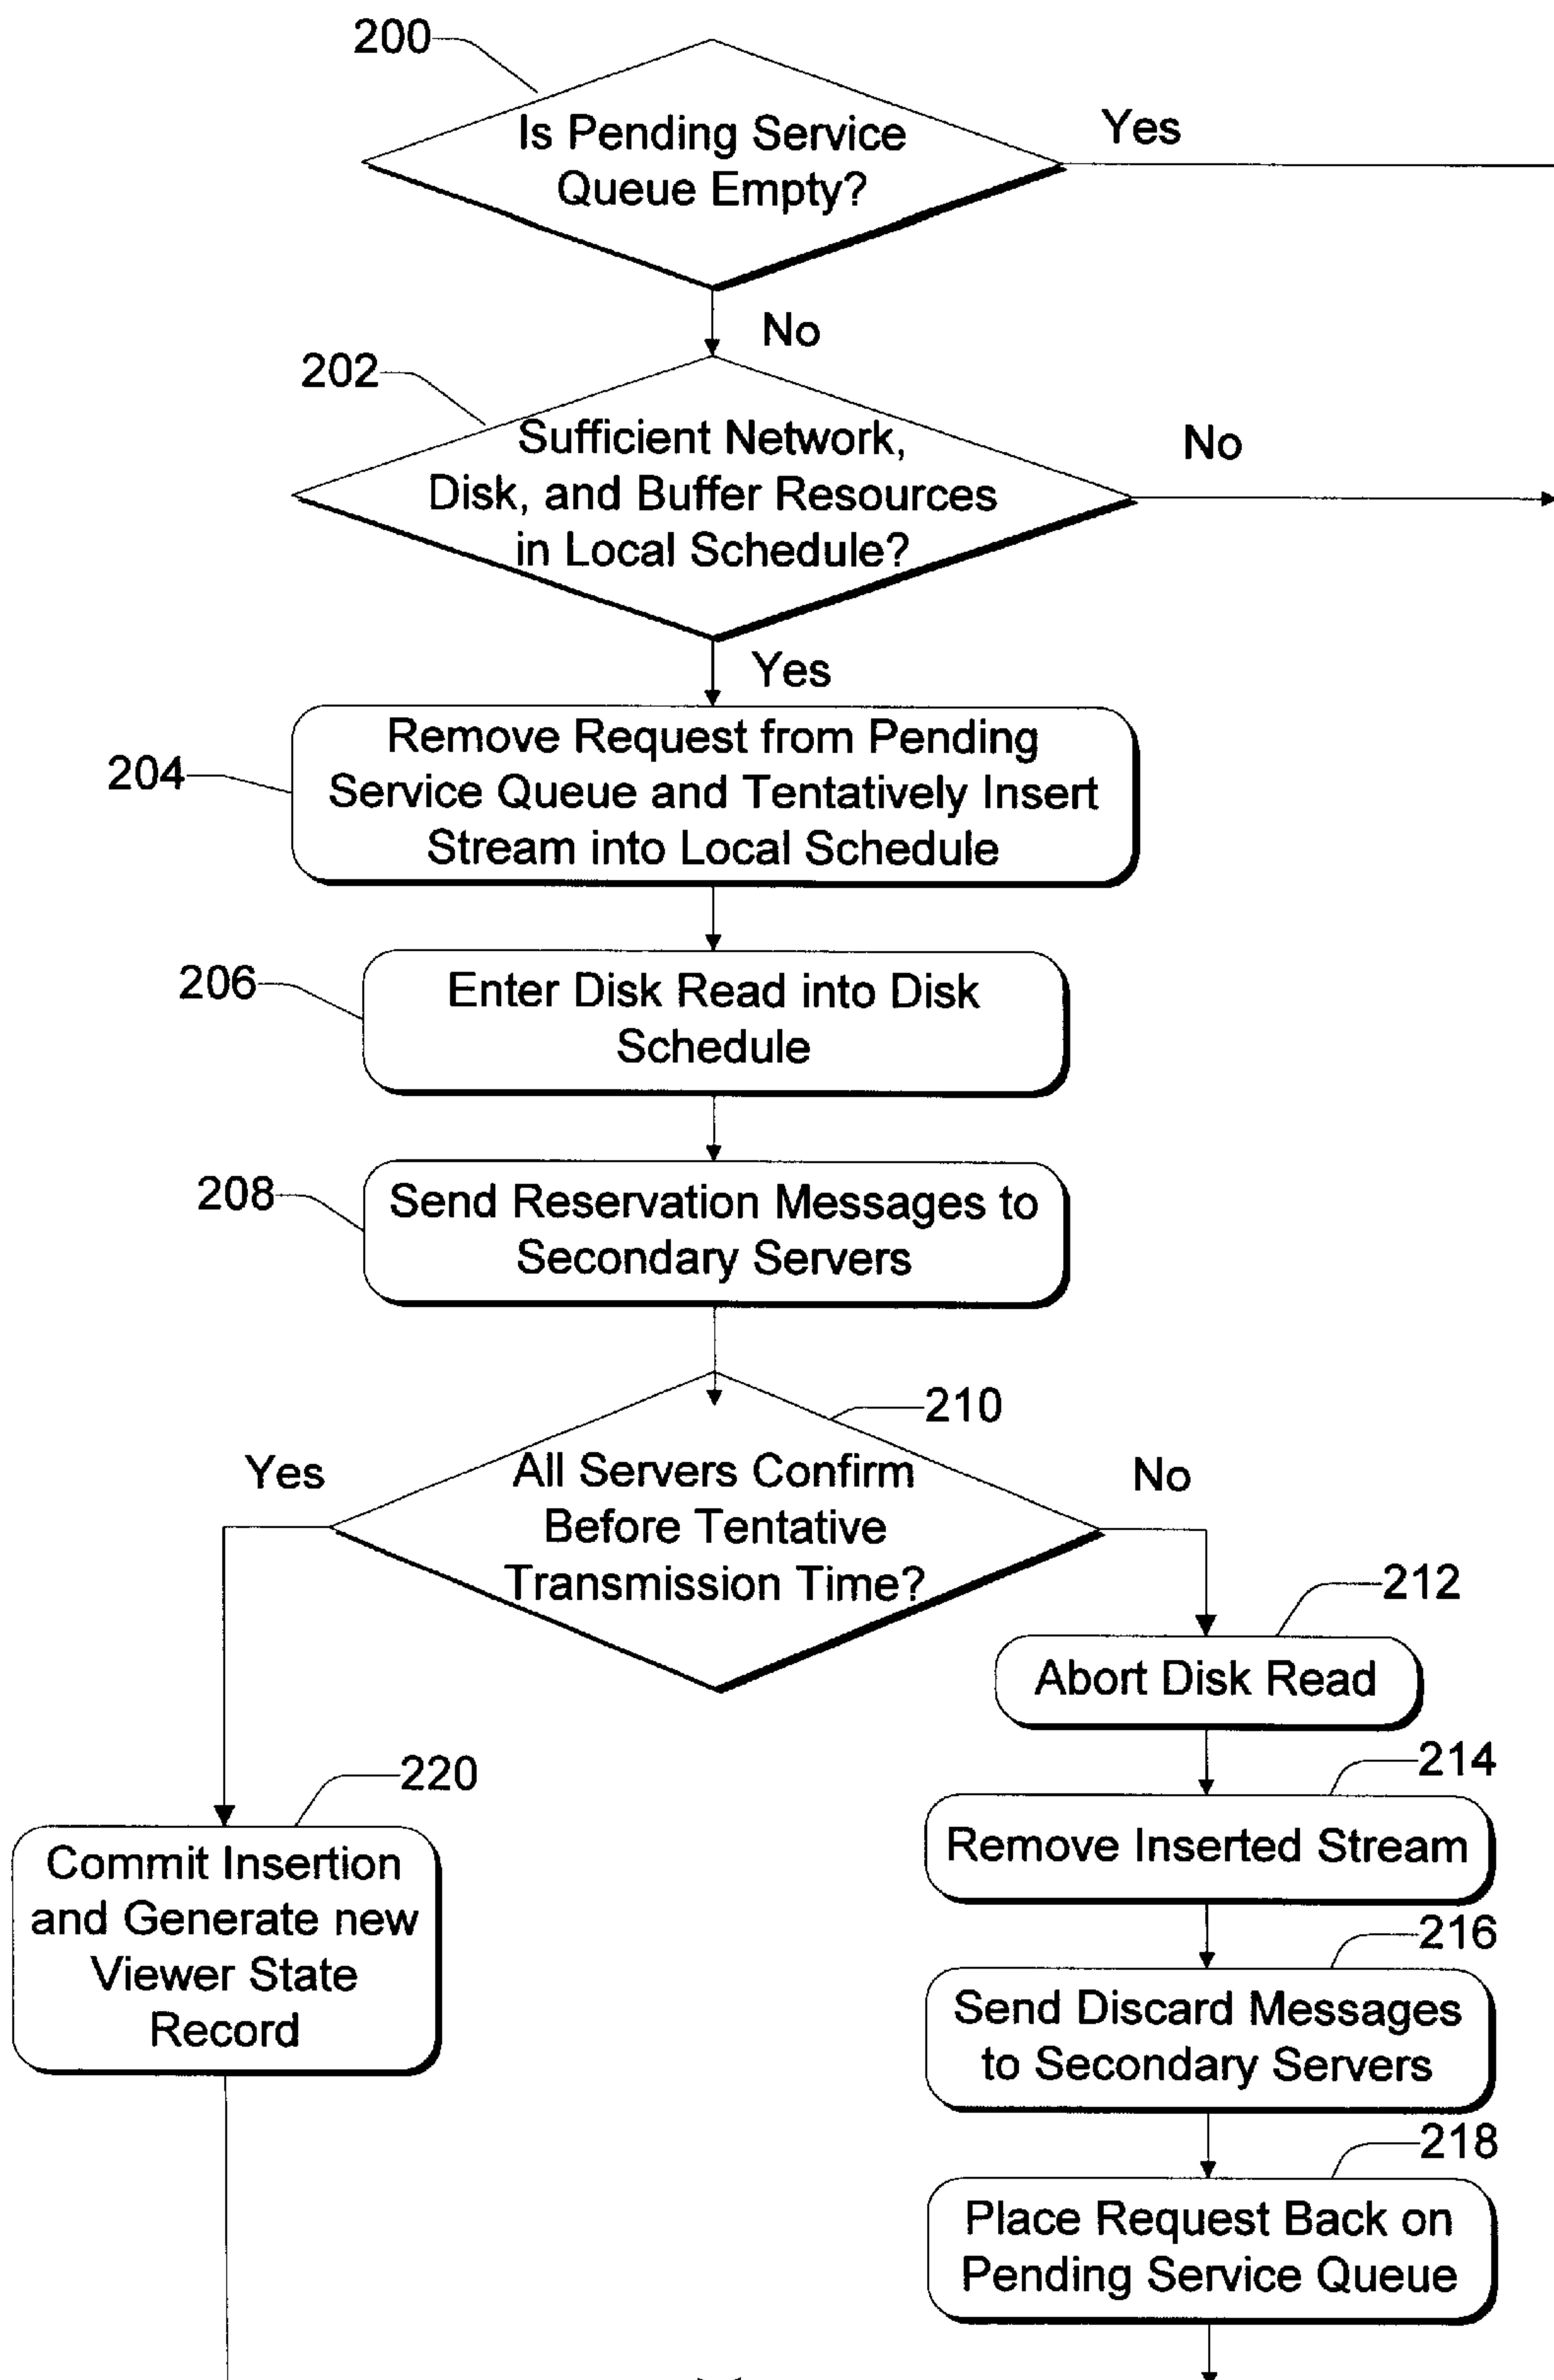 200
Is Pending Service
Queue Empty?
Yes
No
202
Sufficient Network,
Disk, and Buffer Resources
in Local Schedule?
No
Yes
204
Remove Request from Pending
Service Queue and Tentatively Insert
Stream into Local Schedule
206
Enter Disk Read into Disk
Schedule
208
Send Reservation Messages to
Secondary Servers
210
Yes
All Servers Confirm
Before Tentative
Transmission Time?
No
212
Abort Disk Read
214
Remove Inserted Stream
220
Commit Insertion
and Generate new
Viewer State
Record
216
Send Discard Messages
to Secondary Servers
218
Place Request Back on
Pending Service Queue